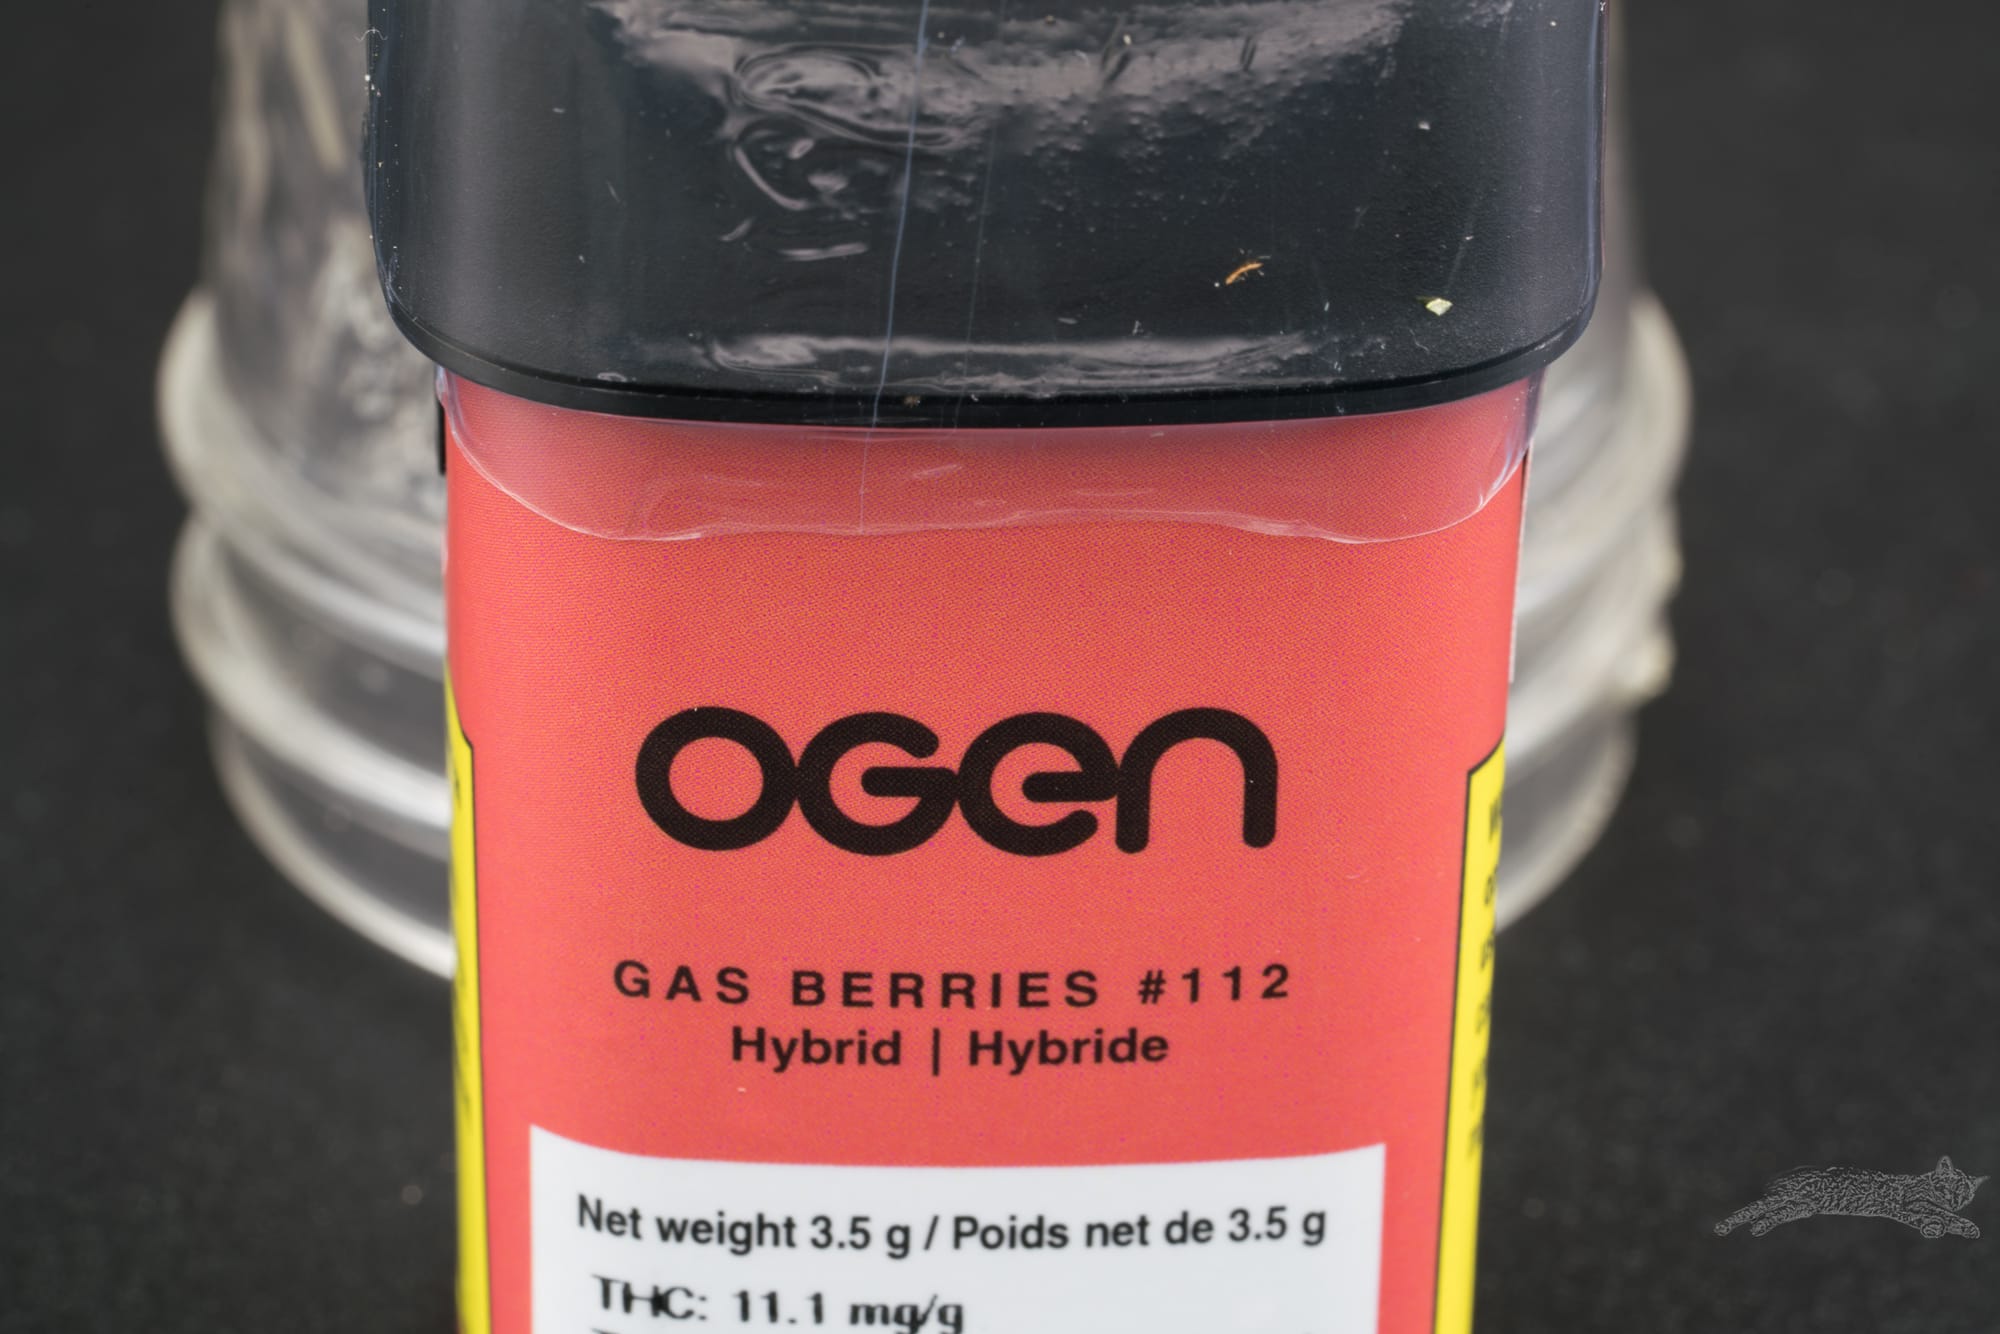 OGEN
GAS BERRIES #112
Hybrid | Hybride
Net weight 3.5 g / Poids net de 3.5 g
THC: 11.1 mg/g